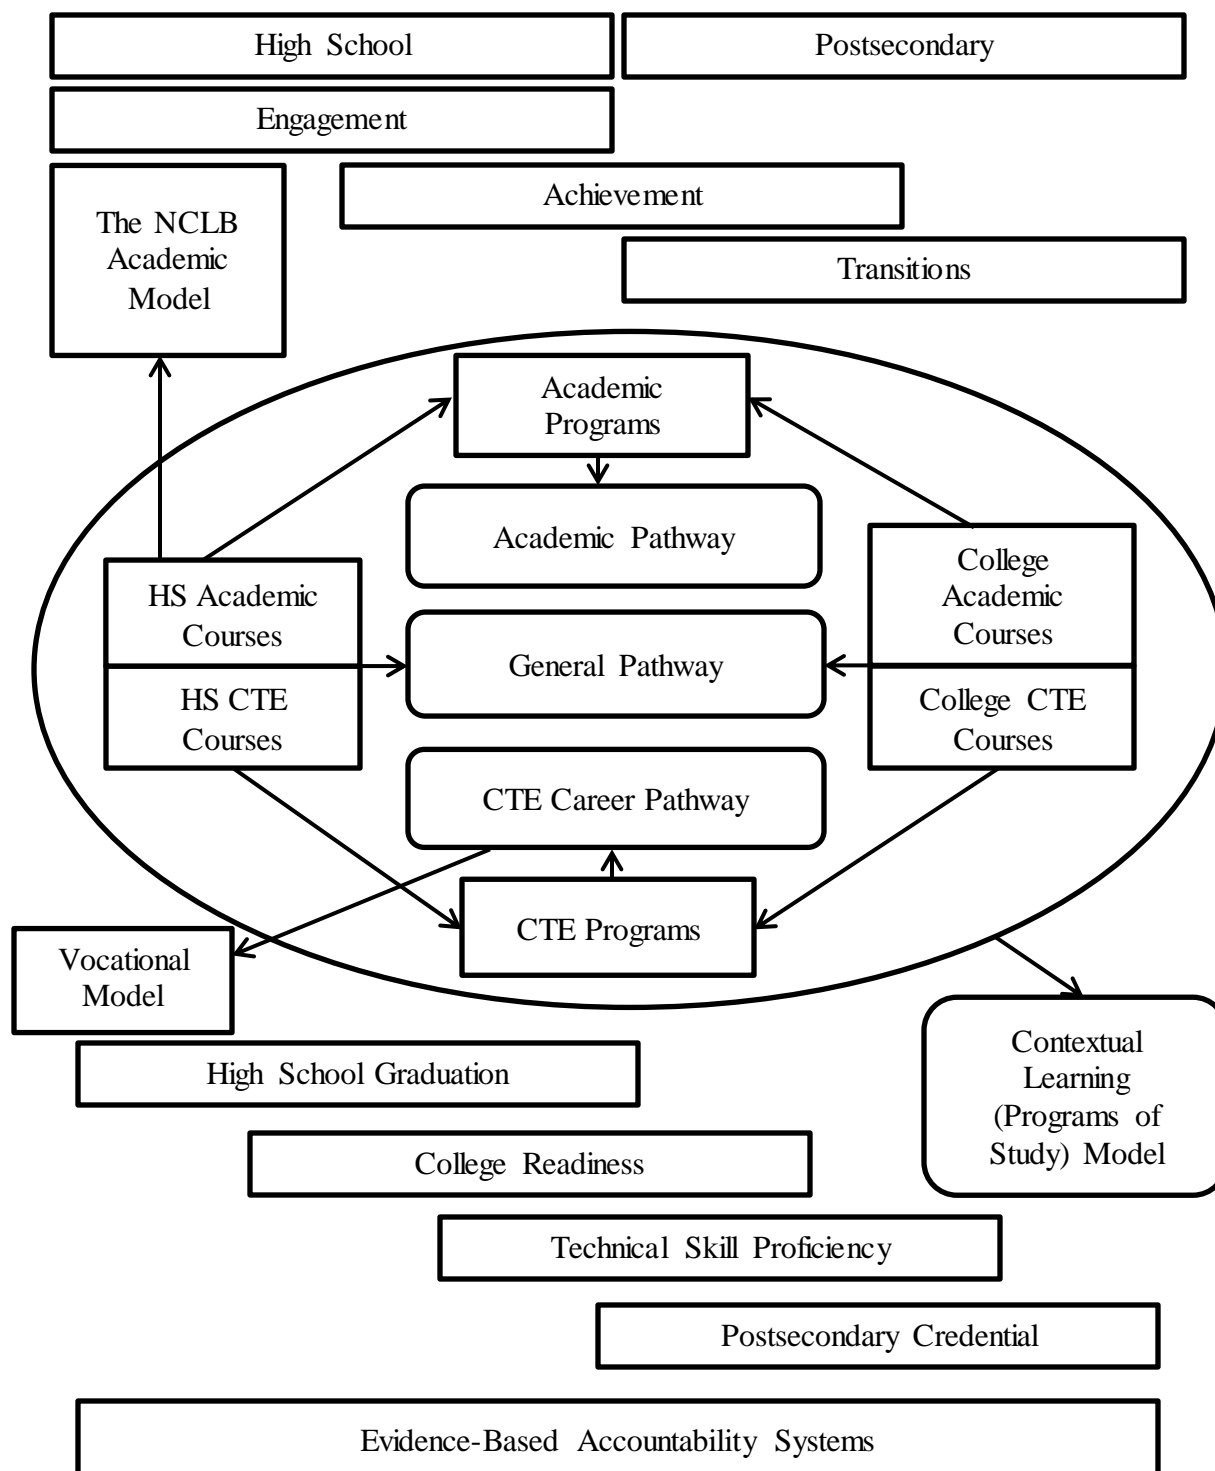 High School
Postsecondary
Engagement
Achievement
The NCLB
Academic
Model
Transitions
Academic
Programs
Academic Pathway
College
Academic
Courses
HS Academic
Courses
General Pathway
HS CTE
Courses
College CTE
Courses
CTE Career Pathway
CTE Programs
Vocational
Model
Contextual
Learning
(Programs of
Study) Model
High School Graduation
College Readiness
Technical Skill Proficiency
Postsecondary Credential
Evidence-Based Accountability Systems